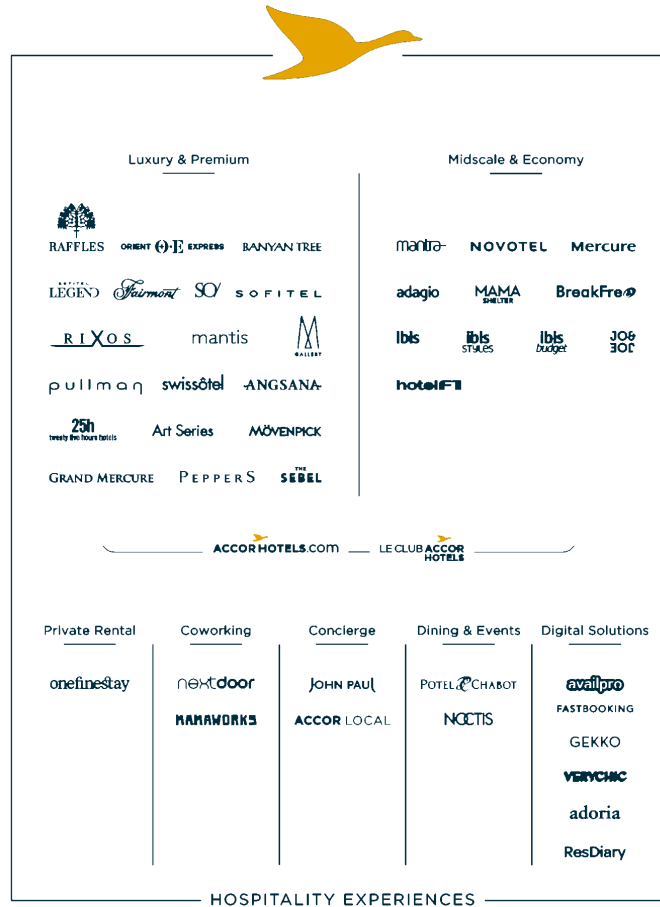 Luxury & Premium
Midscale & Economy
RAFFLES ORIENT O•E EXPRESS BANYAN TREE
mantra NOVOTEL Mercure
SOFITEL
LEGEND Fairmont SO/ SOFITEL
adagio MAMA
SHELTER BreakFree
RIXOS mantis M
GALLERY
ibis ibis
STYLES ibis
budget JO&
JOE
pullman swissôtel ANGSANA
hotelF1
25h
twenty five hours hotels Art Series MÖVENPICK
GRAND MERCURE PEPPERS THE
SEBEL
ACCORHOTELS.com LE CLUB ACCOR
HOTELS
Private Rental
Coworking
Concierge
Dining & Events
Digital Solutions
onefinestay
nextdoor
MAMAWORKS
JOHN PAUL
ACCOR LOCAL
POTEL & CHABOT
NOCTIS
availpro
FASTBOOKING
GEKKO
VERYCHIC
adoria
ResDiary
HOSPITALITY EXPERIENCES